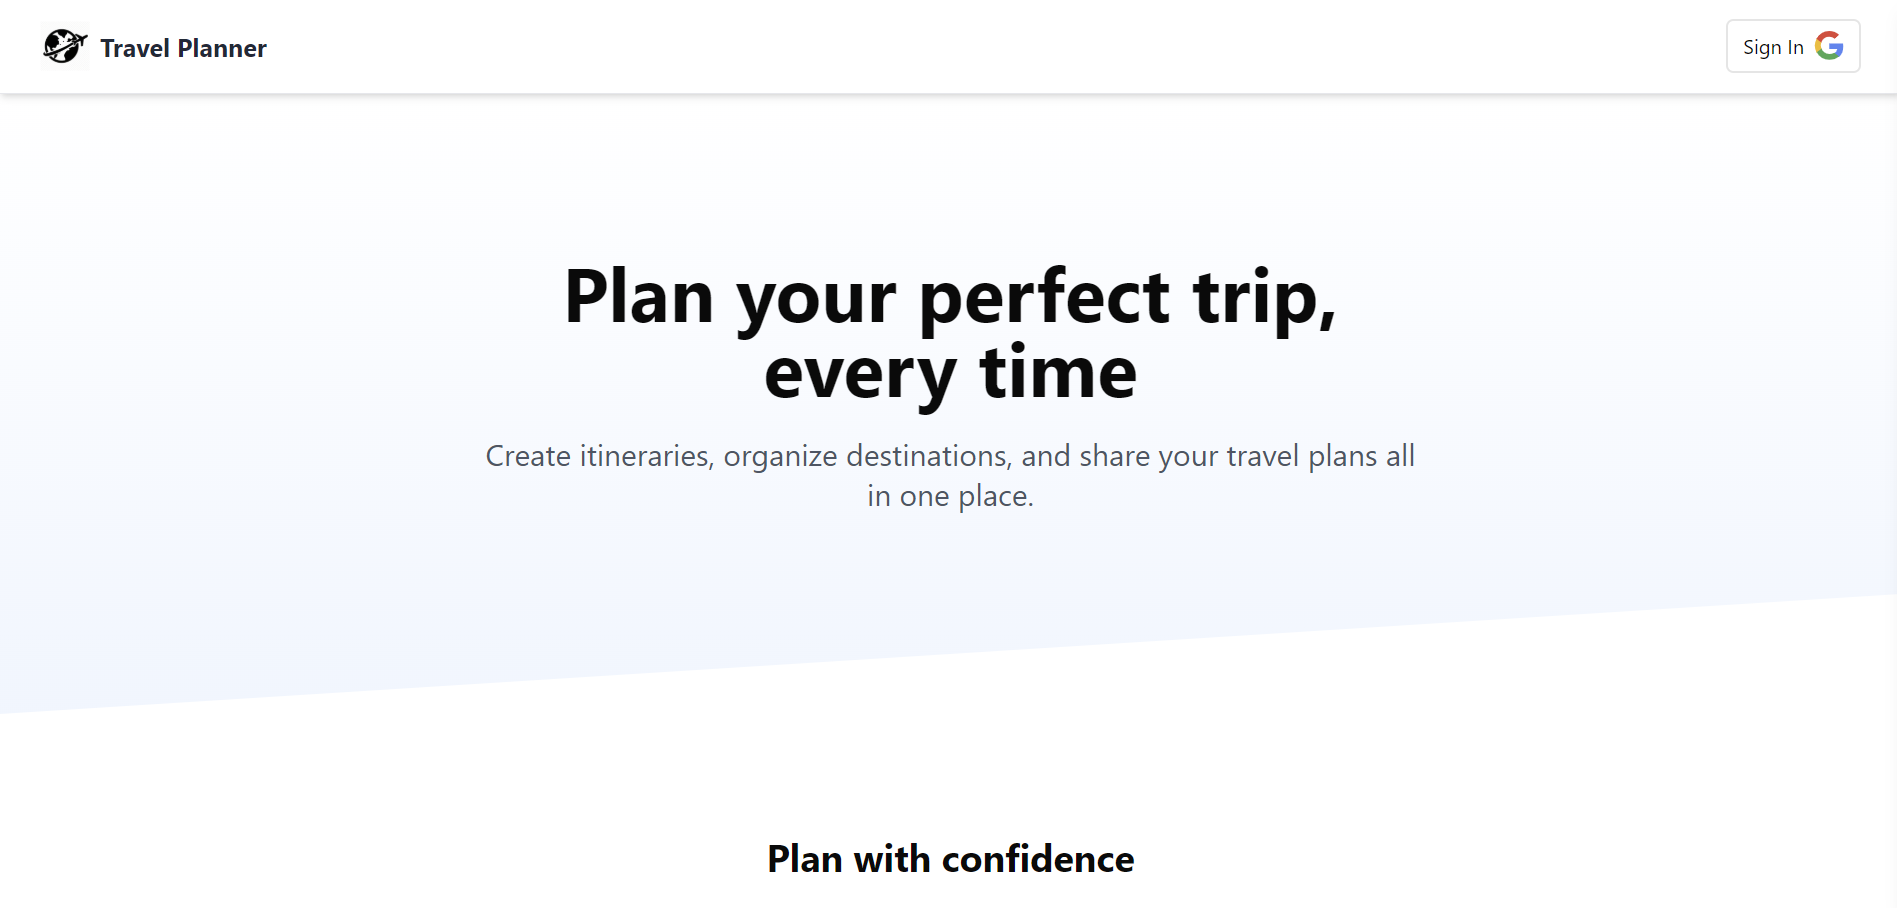 Travel Planner
Sign In
Plan your perfect trip,
every time
Create itineraries, organize destinations, and share your travel plans all
in one place.
Plan with confidence